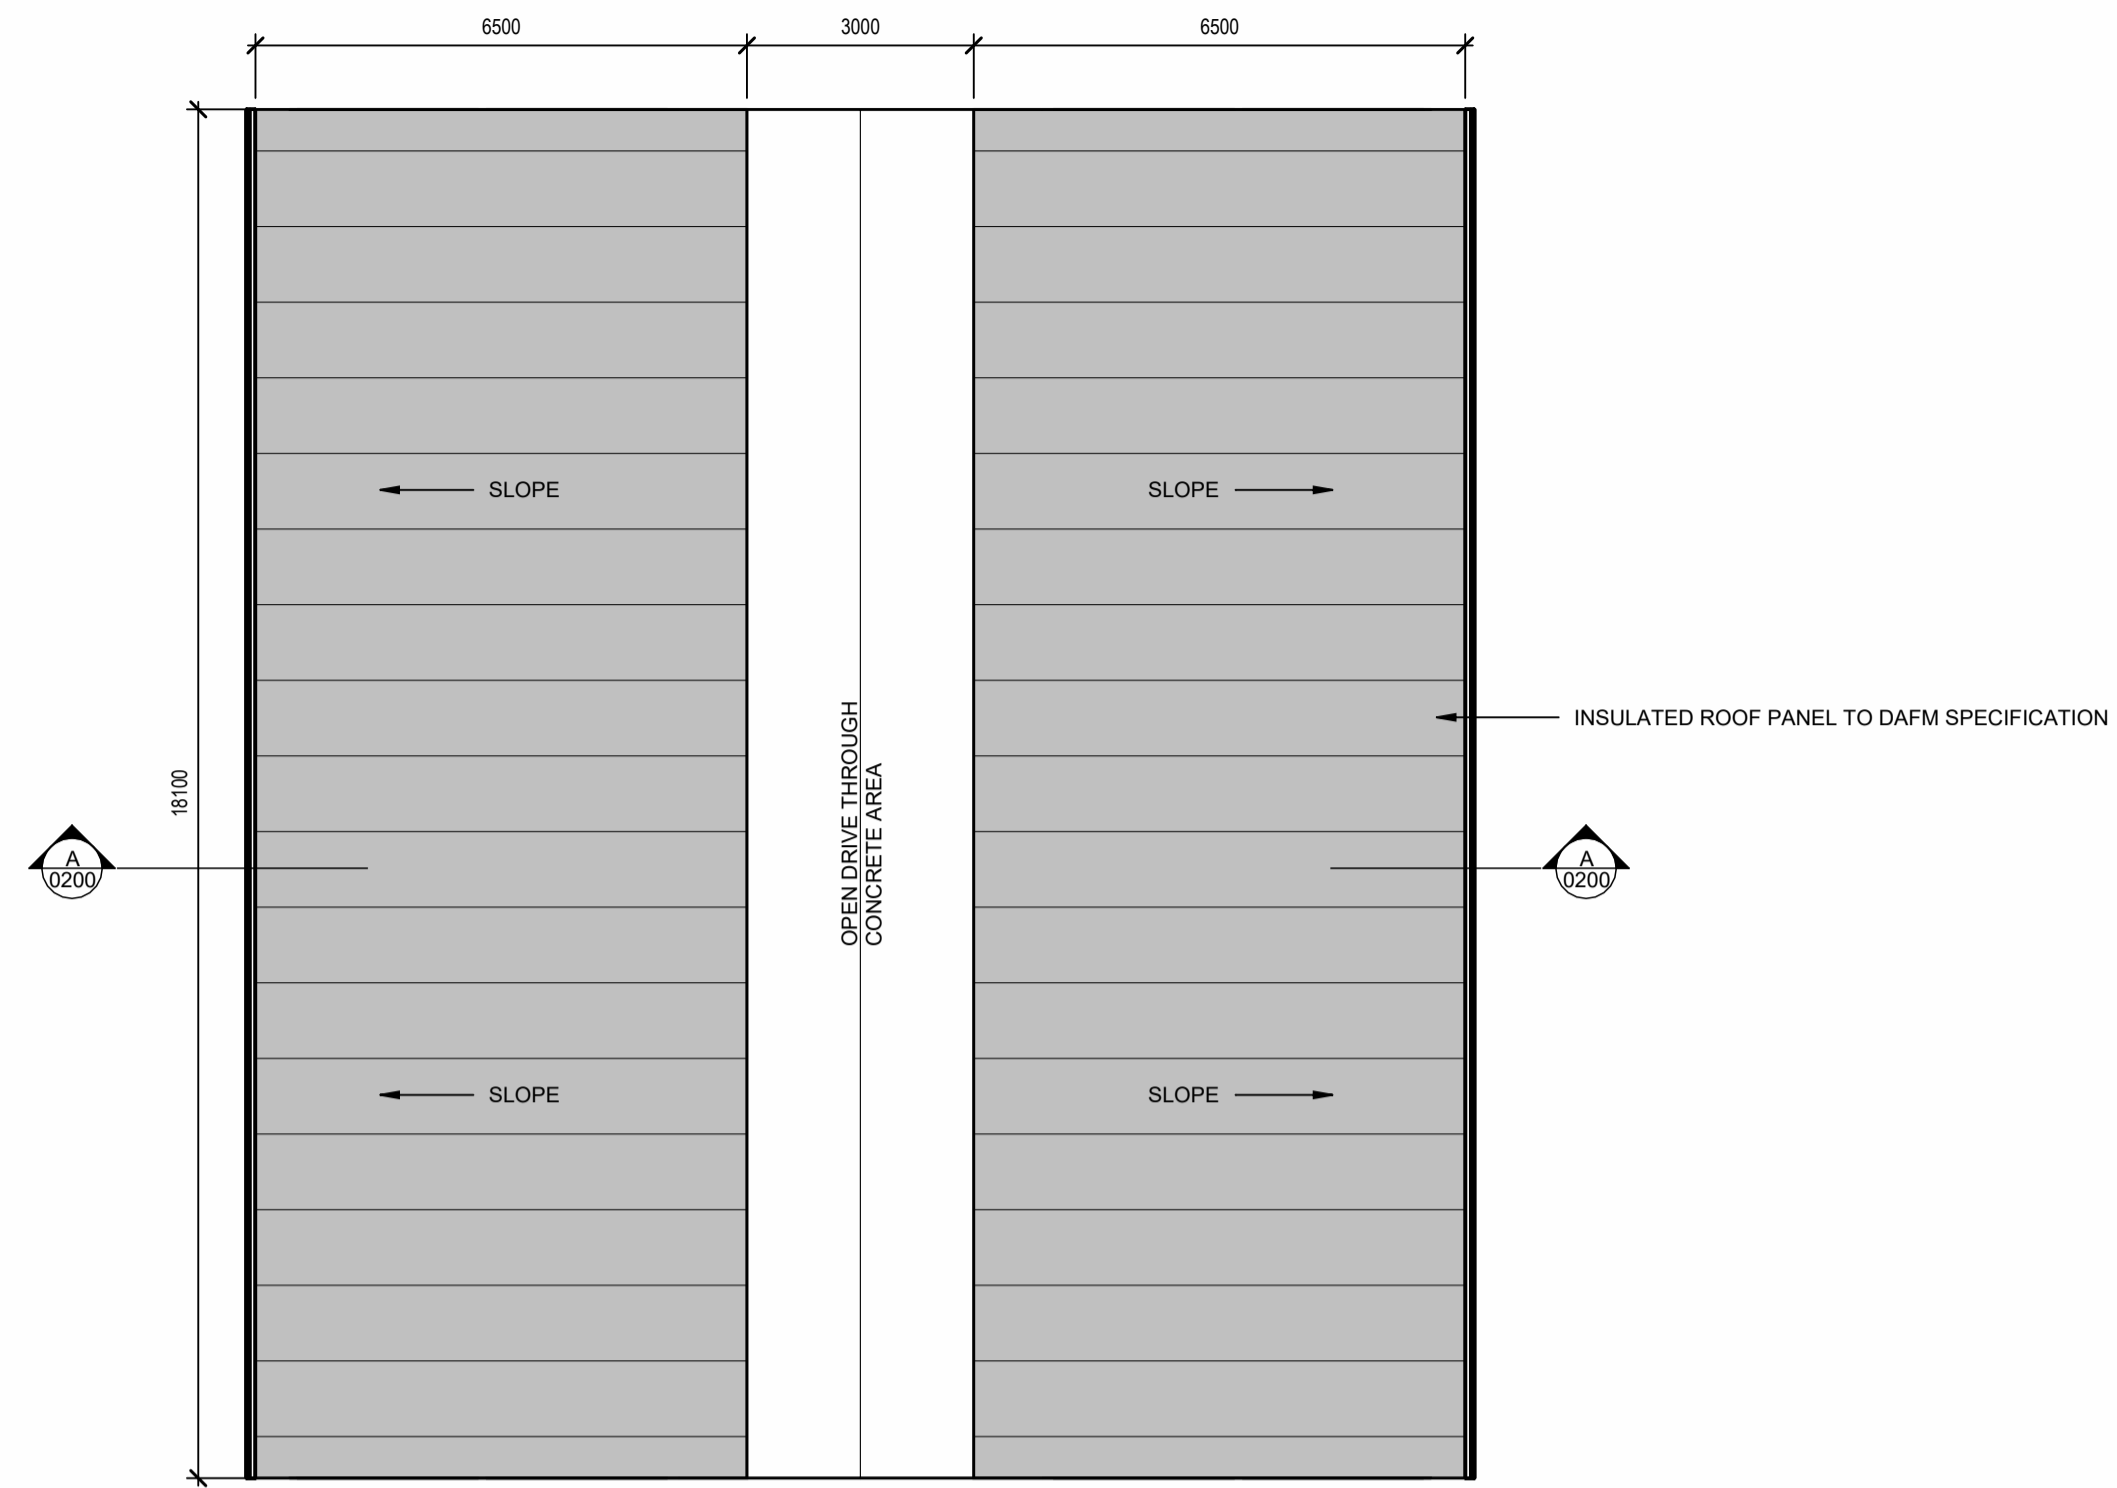 6500
3000
6500
SLOPE
SLOPE
INSULATED ROOF PANEL TO DAFM SPECIFICATION
OPEN DRIVE THROUGH
CONCRETE AREA
18100
A
0200
A
0200
SLOPE
SLOPE